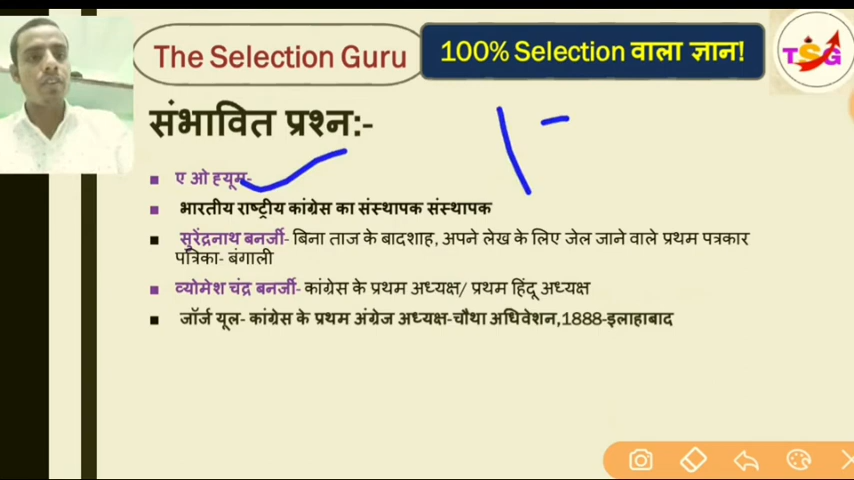 The Selection Guru
100% Selection वाला ज्ञान!
TSG
संभावित प्रश्न:-
ए ओ ह्यूम-
भारतीय राष्ट्रीय कांग्रेस का संस्थापक संस्थापक
सुरेंद्रनाथ बनर्जी- बिना ताज के बादशाह, अपने लेख के लिए जेल जाने वाले प्रथम पत्रकार
पत्रिका- बंगाली
व्योमेश चंद्र बनर्जी- कांग्रेस के प्रथम अध्यक्ष/ प्रथम हिंदू अध्यक्ष
जॉर्ज यूल- कांग्रेस के प्रथम अंग्रेज अध्यक्ष-चौथा अधिवेशन,1888-इलाहाबाद